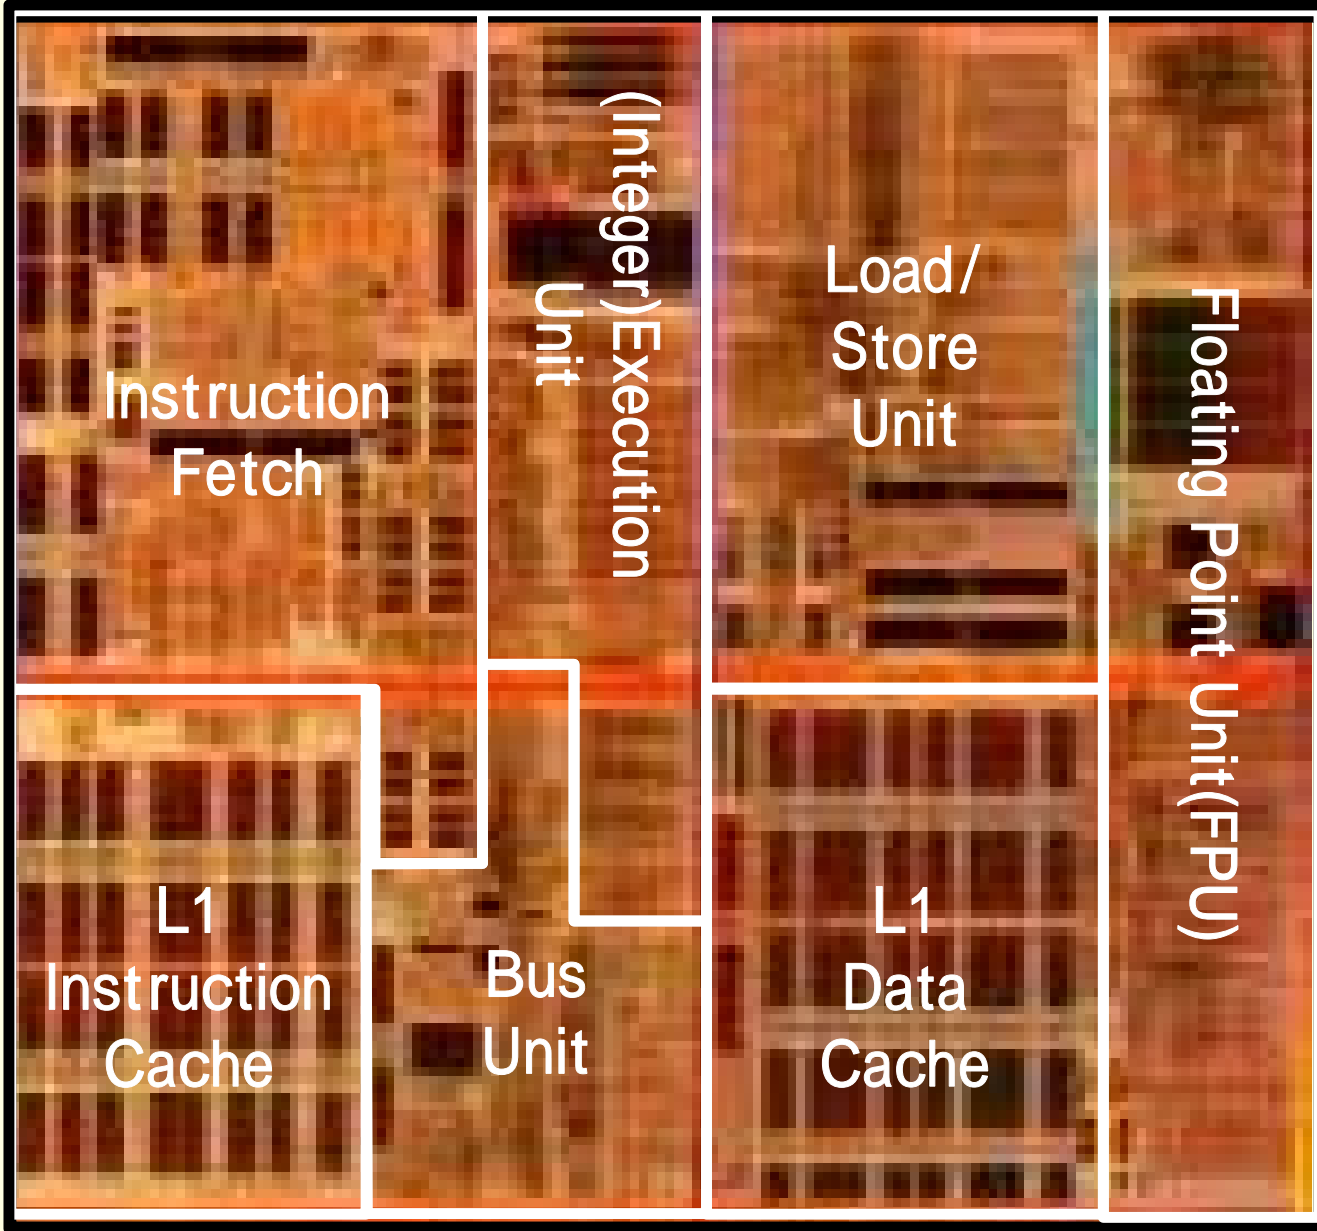 Instruction
Fetch
(Integer)Execution
Unit
Load/
Store
Unit
Floating Point Unit(FPU)
L1
Instruction
Cache
Bus
Unit
L1
Data
Cache